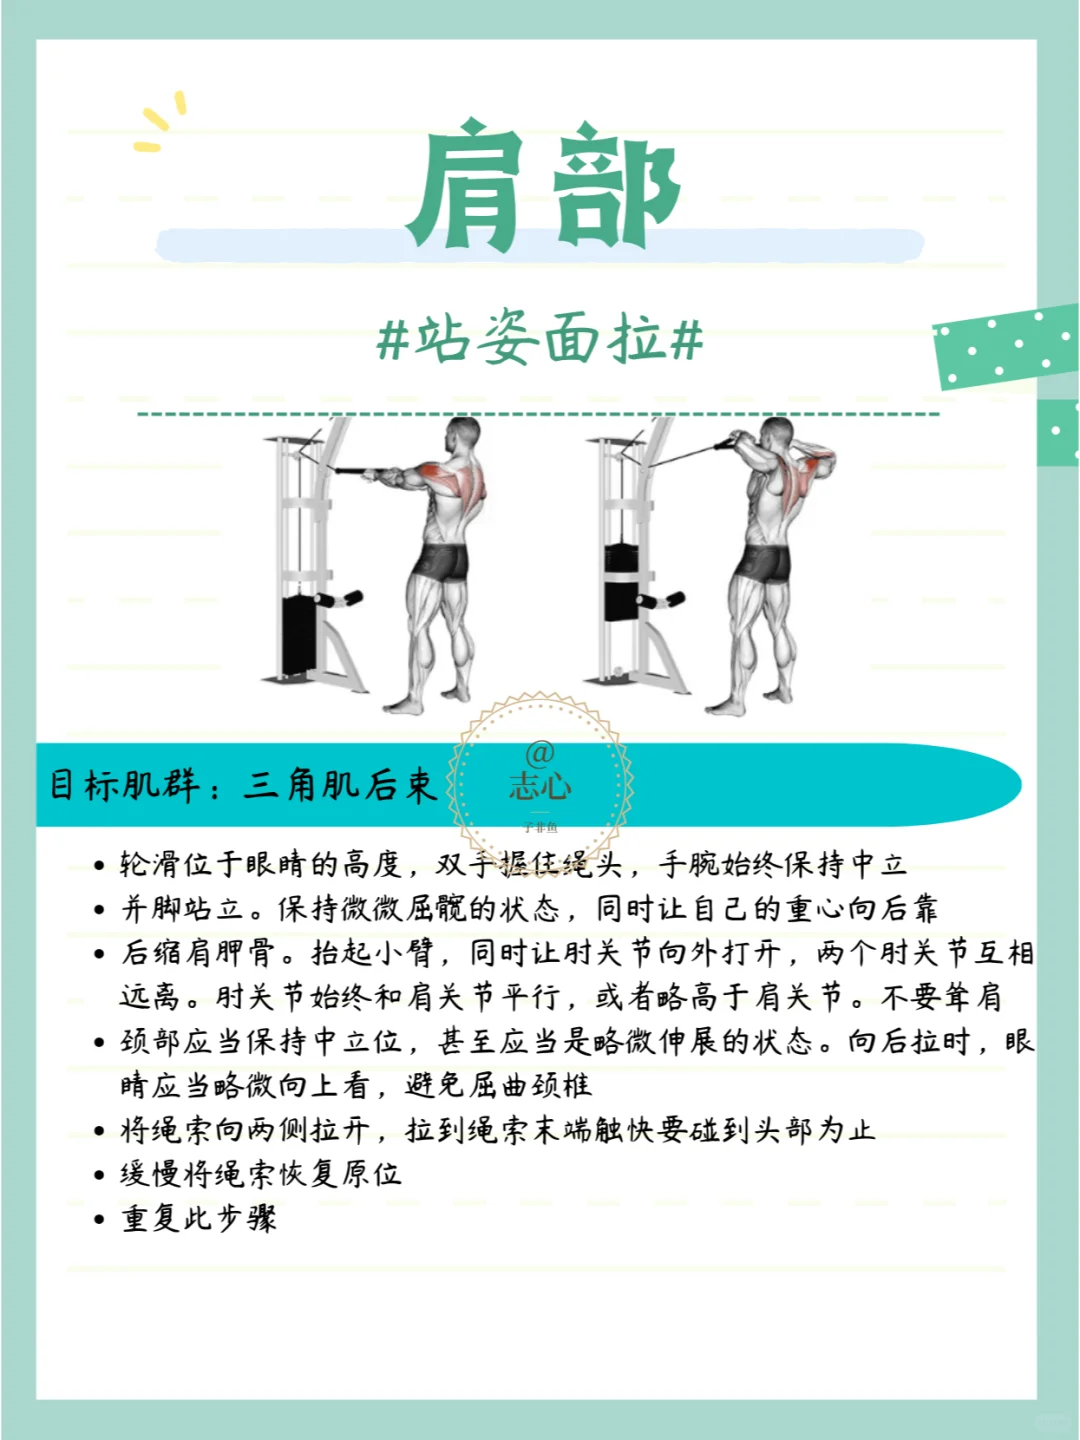 肩部
#站姿面拉#
目标肌群：三角肌后束
@
志心
子非鱼
轮滑位于眼睛的高度，双手握住绳头，手腕始终保持中立
并脚站立。保持微微屈髋的状态，同时让自己的重心向后靠
后缩肩胛骨。抬起小臂，同时让肘关节向外打开，两个肘关节互相
远离。肘关节始终和肩关节平行，或者略高于肩关节。不要耸肩
颈部应当保持中立位，甚至应当是略微伸展的状态。向后拉时，眼
睛应当略微向上看，避免屈曲颈椎
将绳索向两侧拉开，拉到绳索末端触快要碰到头部为止
缓慢将绳索恢复原位
重复此步骤